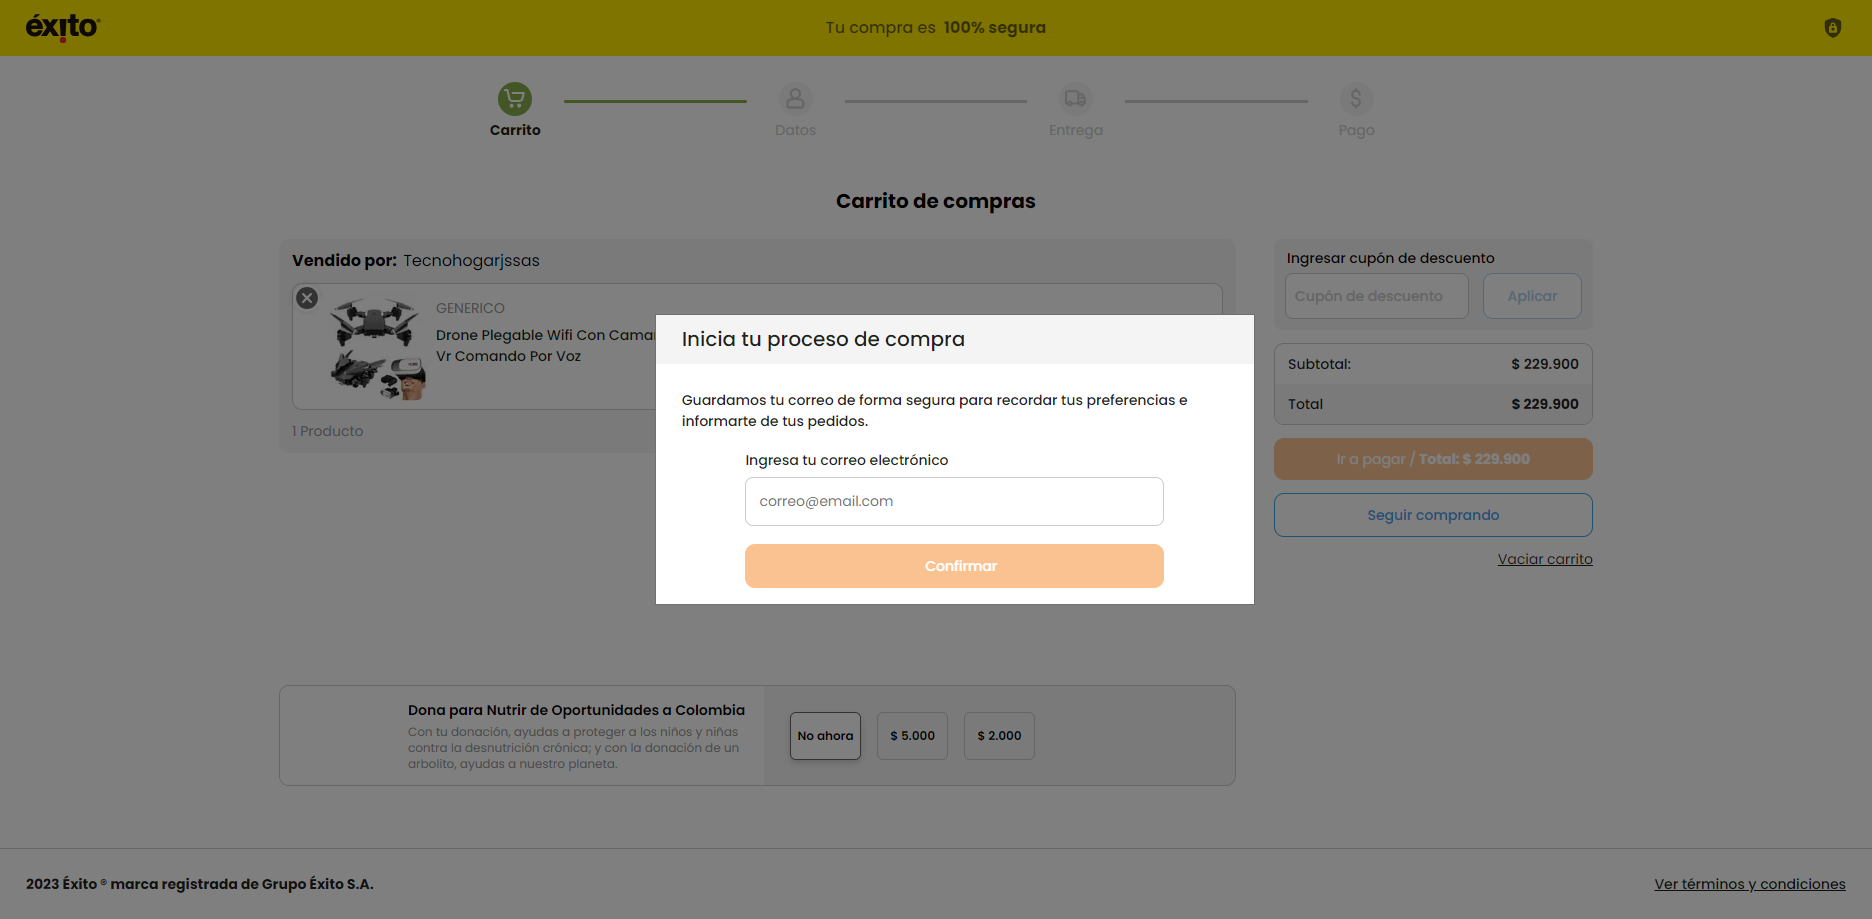 éxito
Tu compra es 100% segura
Carrito
Datos
Entrega
Pago
Carrito de compras
Vendido por: Tecnohogarjssas
GENERICO
Drone Plegable Wifi Con
Vr Comando Por Voz
1 Producto
Inicia tu proceso de compra
Guardamos tu correo de forma segura para recordar tus preferencias e
informarte de tus pedidos.
Ingresa tu correo electrónico
correo@email.com
Confirmar
Ingresar cupón de descuento
Cupón de descuento
Aplicar
Subtotal: $ 229.900
Total $ 229.900
Ir a pagar / Total: $ 229.900
Seguir comprando
Vaciar carrito
Dona para Nutrir de Oportunidades a Colombia
Con tu donación, ayudas a proteger a los niños y niñas
contra la desnutrición crónica; y con la donación de un
arbolito, ayudas a nuestro planeta.
No ahora
$ 5.000
$ 2.000
2023 Éxito ® marca registrada de Grupo Éxito S.A.
Ver términos y condiciones